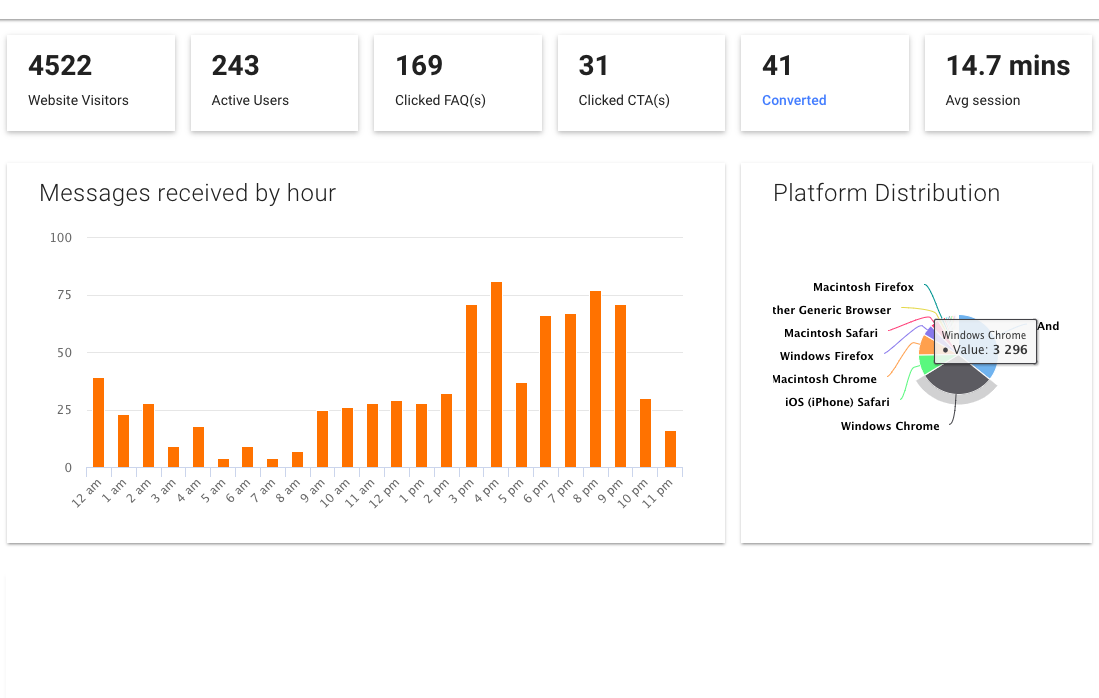 4522
Website Visitors
243
Active Users
169
Clicked FAQ(s)
31
Clicked CTA(s)
41
Converted
14.7 mins
Avg session
Messages received by hour
100
75
50
25
0
12 am
1 am
2 am
3 am
4 am
5 am
6 am
7 am
8 am
9 am
10 am
11 am
12 pm
1 pm
2 pm
3 pm
4 pm
5 pm
6 pm
7 pm
8 pm
9 pm
10 pm
11 pm
Platform Distribution
Macintosh Firefox
ther Generic Browser
Macintosh Safari
Windows Firefox
Macintosh Chrome
iOS (iPhone) Safari
Windows Chrome
And
Windows Chrome
• Value: 3 296